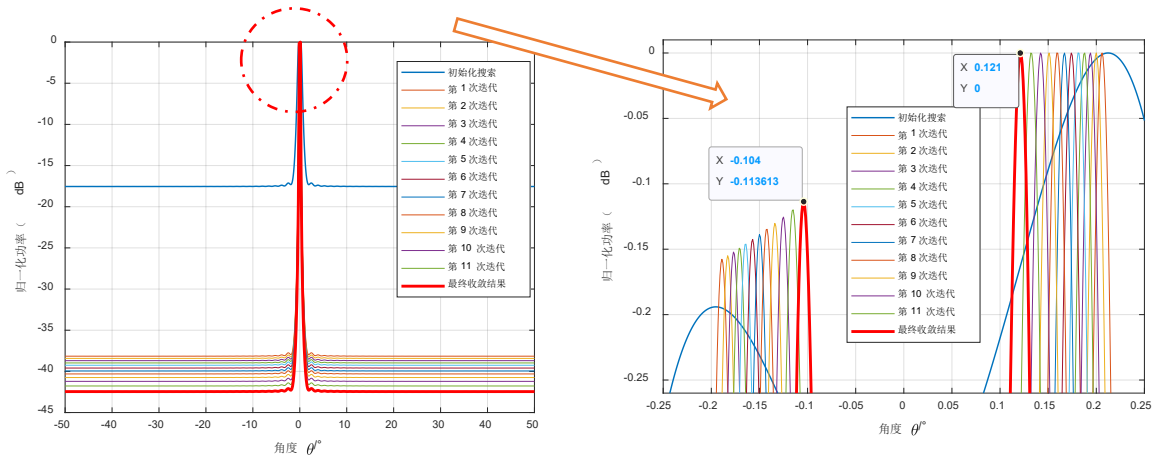 0
-5
-10
-15
-20
-25
-30
-35
-40
-45
-50
-40
-30
-20
-10
0
10
20
30
40
50
归一化功率（ dB ）
角度 θ/°
初始化搜索
第 1 次迭代
第 2 次迭代
第 3 次迭代
第 4 次迭代
第 5 次迭代
第 6 次迭代
第 7 次迭代
第 8 次迭代
第 9 次迭代
第 10 次迭代
第 11 次迭代
最终收敛结果
0
-0.05
-0.1
-0.15
-0.2
-0.25
-0.25
-0.2
-0.15
-0.1
-0.05
0
0.05
0.1
0.15
0.2
0.25
归一化功率（ dB ）
角度 θ/°
X -0.104
Y -0.113613
X 0.121
Y 0
初始化搜索
第 1 次迭代
第 2 次迭代
第 3 次迭代
第 4 次迭代
第 5 次迭代
第 6 次迭代
第 7 次迭代
第 8 次迭代
第 9 次迭代
第 10 次迭代
第 11 次迭代
最终收敛结果